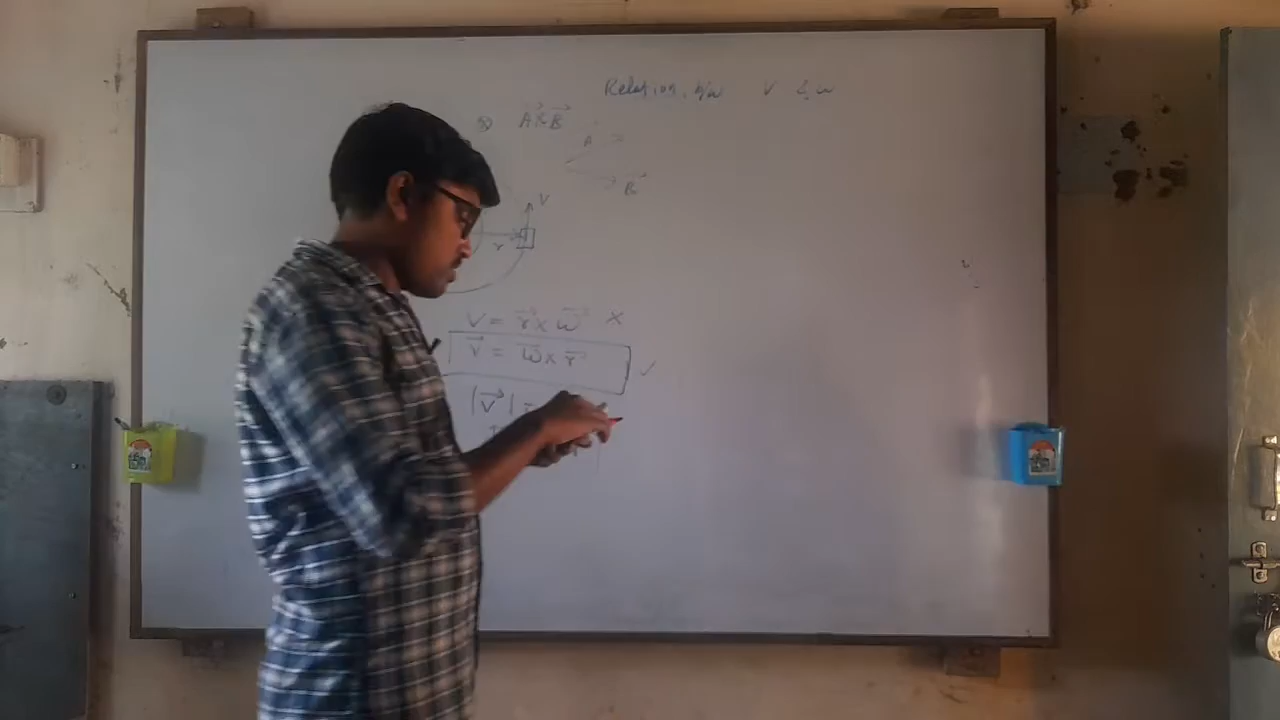 Relation b/w V & ω
A⃗ × B⃗
A
B⃗
V
r
V = r⃗ × ω⃗ ×
v⃗ = ω⃗ × r⃗ ✓
|v⃗|